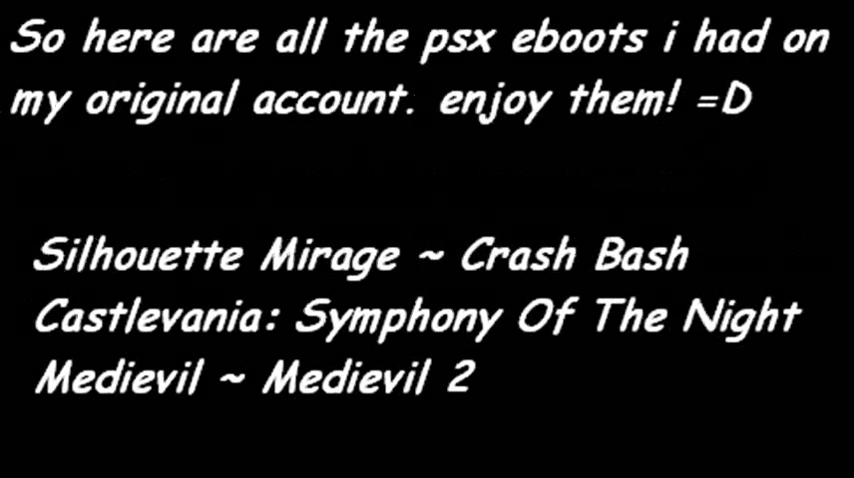 So here are all the psx eboots i had on
my original account. enjoy them! =D
Silhouette Mirage ~ Crash Bash
Castlevania: Symphony Of The Night
Medievil ~ Medievil 2